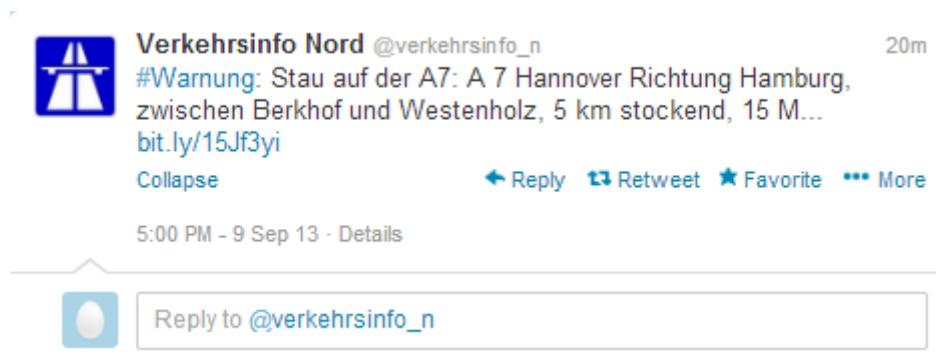 Verkehrsinfo Nord @verkehrsinfo_n 20m
#Warnung: Stau auf der A7: A 7 Hannover Richtung Hamburg,
zwischen Berkhof und Westenholz, 5 km stockend, 15 M...
bit.ly/15Jf3yi
Collapse Reply Retweet Favorite ••• More
5:00 PM - 9 Sep 13 · Details
Reply to @verkehrsinfo_n